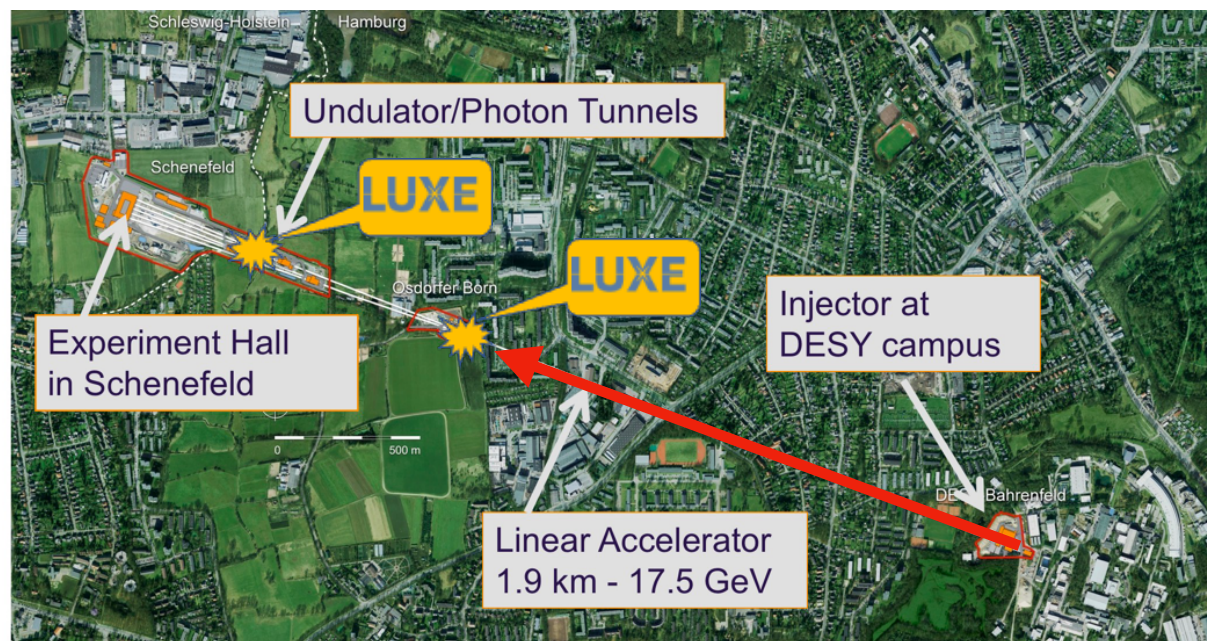 Schleswig-Holstein
Hamburg
Undulator/Photon Tunnels
Schenefeld
LUXE
LUXE
Osdorfer Born
Injector at
DESY campus
Experiment Hall
in Schenefeld
0
500 m
Bahrenfeld
Linear Accelerator
1.9 km - 17.5 GeV